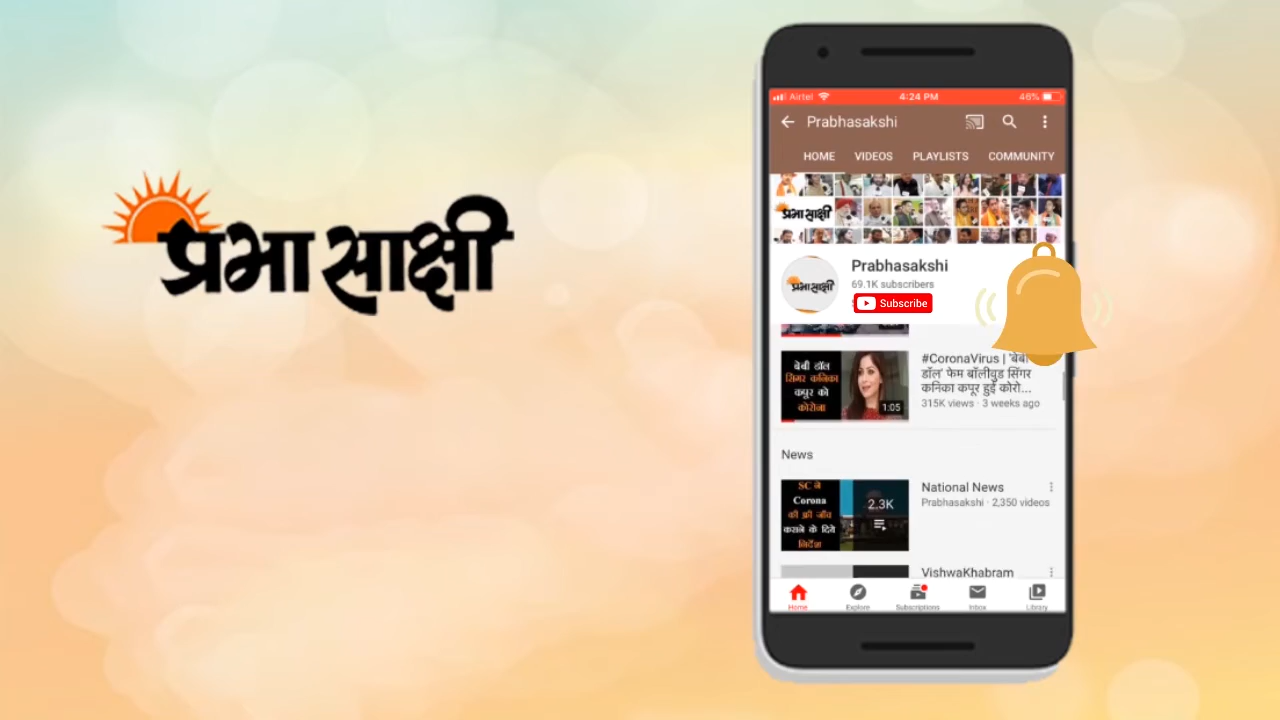 प्रभा साक्षी
Airtel 4:24 PM 46%
Prabhasakshi
HOME VIDEOS PLAYLISTS COMMUNITY
प्रभा साक्षी
प्रभा साक्षी
Prabhasakshi
69.1K subscribers
Subscribe
बेबी डॉल
सिंगर कनिका
कपूर को
कोरोना
1:05
#CoronaVirus | 'बेबी
डॉल' फेम बॉलीवुड सिंगर
कनिका कपूर हुईं कोरो...
315K views · 3 weeks ago
News
SC ने
Corona
की फ्री जाँच
कराने के दिये
निर्देश
2.3K
National News
Prabhasakshi · 2,350 videos
VishwaKhabram
Home Explore Subscriptions Inbox Library